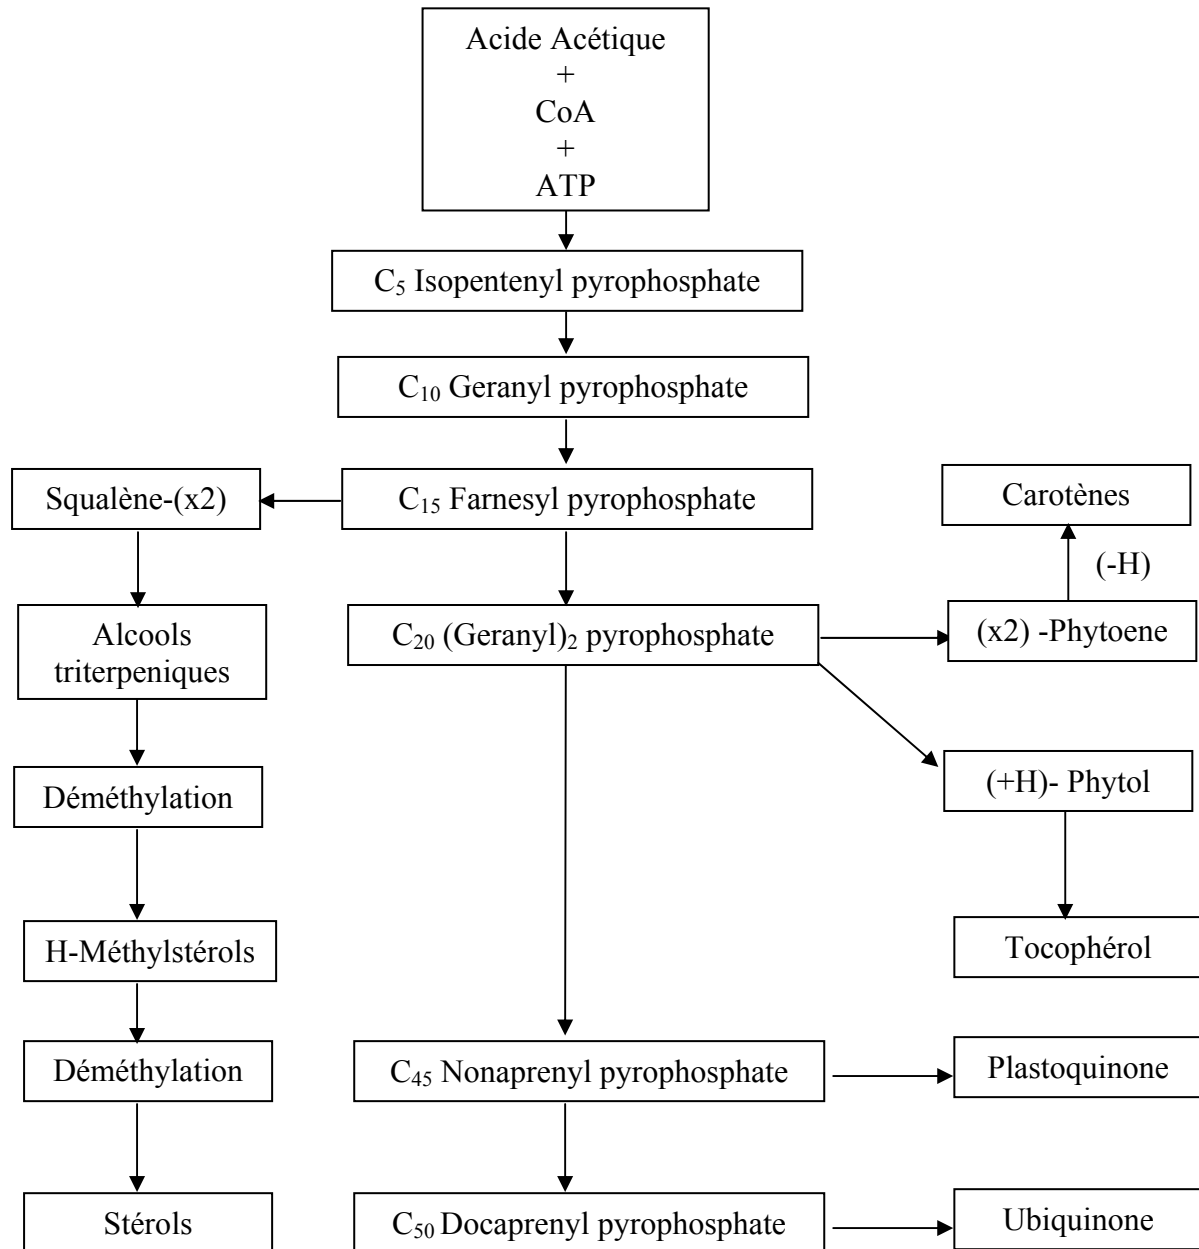 Acide Acétique
+
CoA
+
ATP
C₅ Isopentenyl pyrophosphate
C₁₀ Geranyl pyrophosphate
Squalène-(x2)
C₁₅ Farnesyl pyrophosphate
Carotènes
(-H)
Alcools
triterpeniques
C₂₀ (Geranyl)₂ pyrophosphate
(x2) -Phytoene
Déméthylation
(+H)- Phytol
H-Méthylstérols
Tocophérol
Déméthylation
C₄₅ Nonaprenyl pyrophosphate
Plastoquinone
Stérols
C₅₀ Docaprenyl pyrophosphate
Ubiquinone